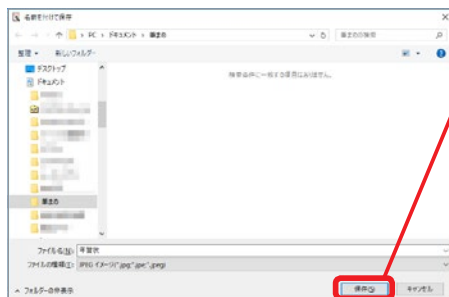 名前を付けて保存
PC › ドキュメント › 筆まめ
筆まめの検索
整理 新しいフォルダー
検索条件に一致する項目はありません。
デスクトップ
ドキュメント
筆まめ
ファイル名(N): 年賀状
ファイルの種類(T): JPEG イメージ(*.jpg;*.jpe;*.jpeg)
フォルダーの非表示
保存(S)
キャンセル